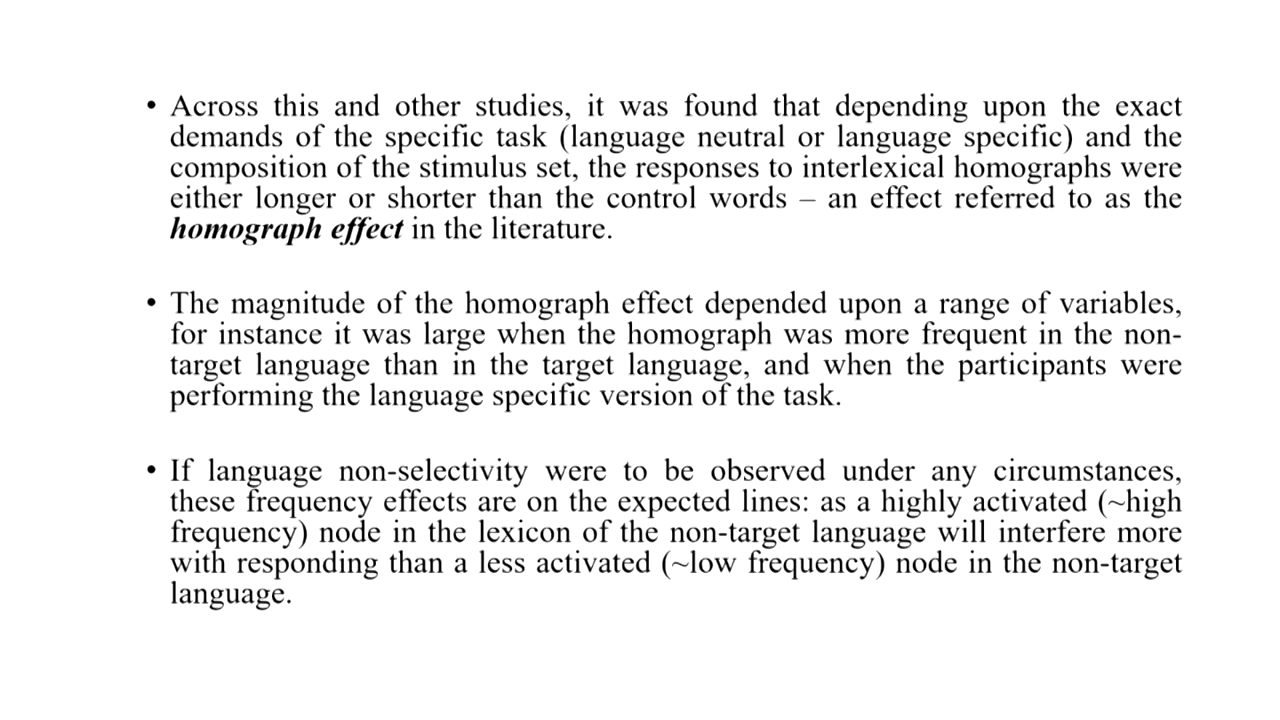 • Across this and other studies, it was found that depending upon the exact
demands of the specific task (language neutral or language specific) and the
composition of the stimulus set, the responses to interlexical homographs were
either longer or shorter than the control words – an effect referred to as the
homograph effect in the literature.
• The magnitude of the homograph effect depended upon a range of variables,
for instance it was large when the homograph was more frequent in the non-
target language than in the target language, and when the participants were
performing the language specific version of the task.
• If language non-selectivity were to be observed under any circumstances,
these frequency effects are on the expected lines: as a highly activated (~high
frequency) node in the lexicon of the non-target language will interfere more
with responding than a less activated (~low frequency) node in the non-target
language.